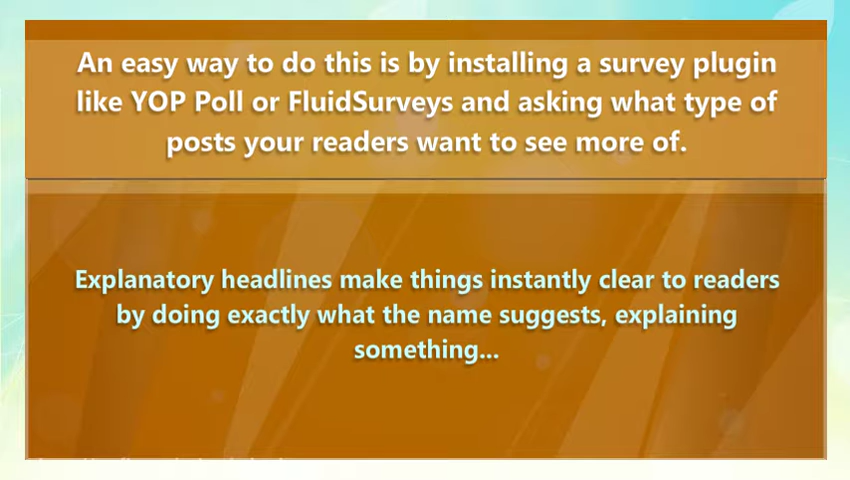 An easy way to do this is by installing a survey plugin
like YOP Poll or FluidSurveys and asking what type of
posts your readers want to see more of.
Explanatory headlines make things instantly clear to readers
by doing exactly what the name suggests, explaining
something...